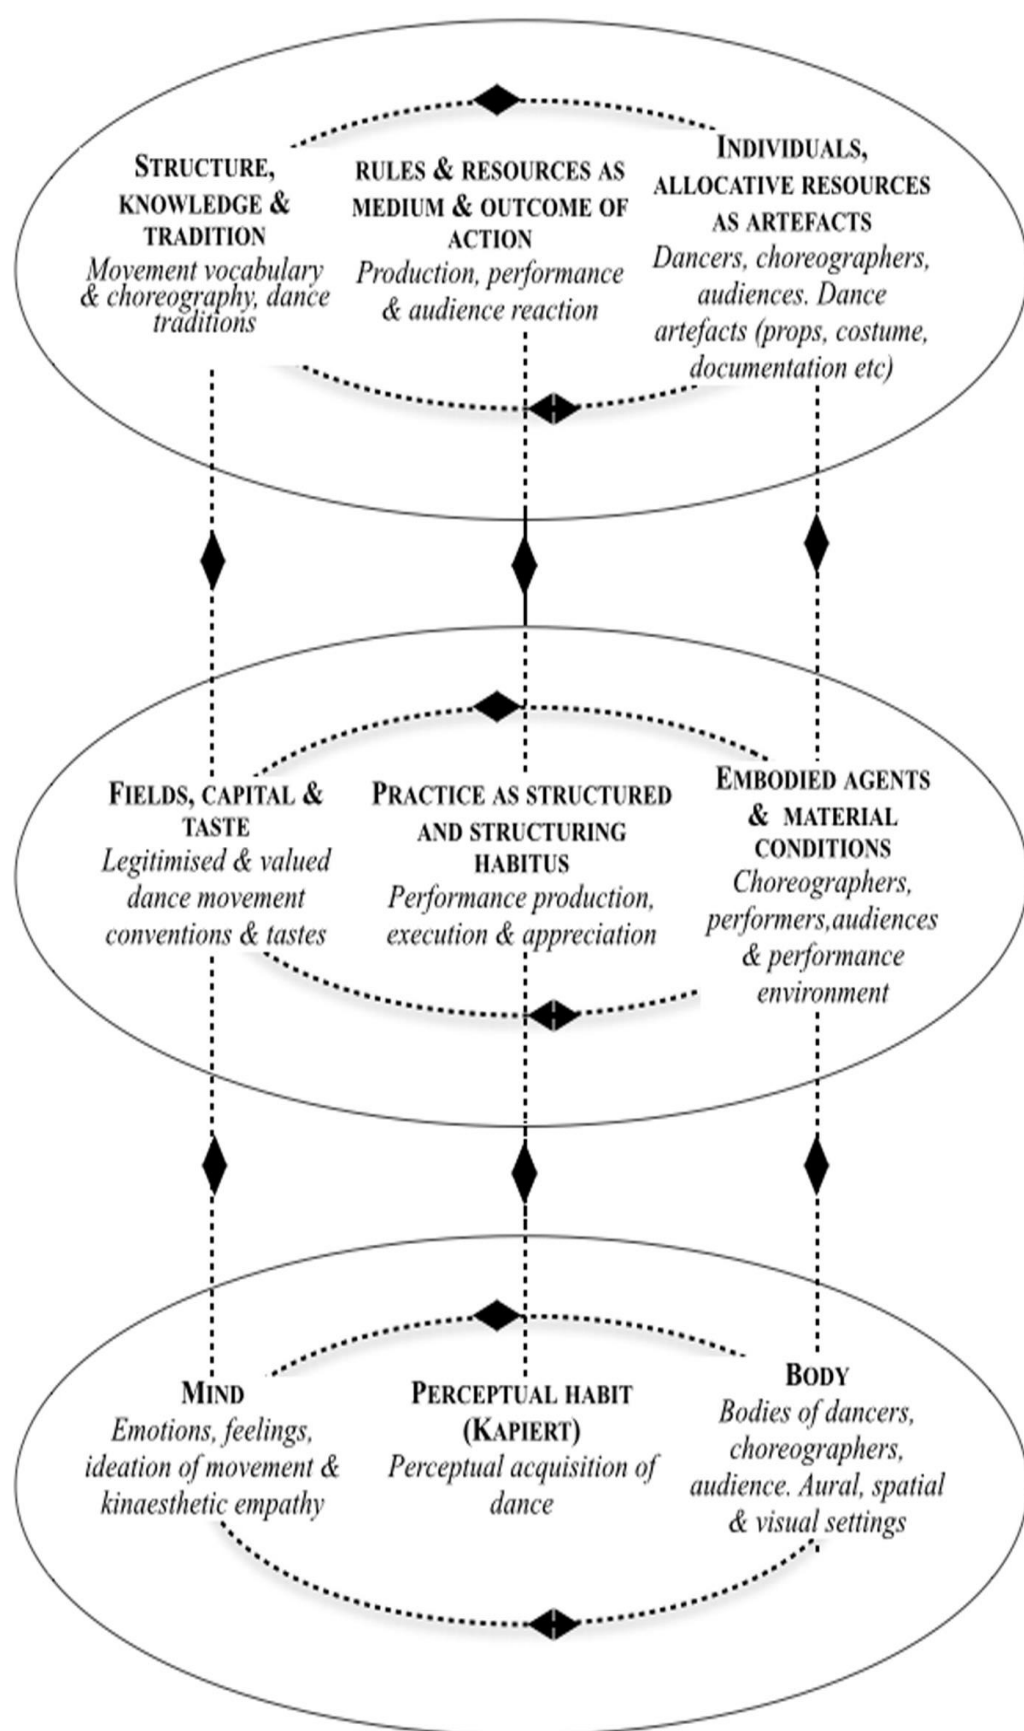 STRUCTURE,
KNOWLEDGE &
TRADITION
Movement vocabulary
& choreography, dance
traditions
RULES & RESOURCES AS
MEDIUM & OUTCOME OF
ACTION
Production, performance
& audience reaction
INDIVIDUALS,
ALLOCATIVE RESOURCES
AS ARTEFACTS
Dancers, choreographers,
audiences. Dance
artefacts (props, costume,
documentation etc)
FIELDS, CAPITAL &
TASTE
Legitimised & valued
dance movement
conventions & tastes
PRACTICE AS STRUCTURED
AND STRUCTURING
HABITUS
Performance production,
execution & appreciation
EMBODIED AGENTS
& MATERIAL
CONDITIONS
Choreographers,
performers,audiences
& performance
environment
MIND
Emotions, feelings,
ideation of movement &
kinaesthetic empathy
PERCEPTUAL HABIT
(KAPIERT)
Perceptual acquisition of
dance
BODY
Bodies of dancers,
choreographers,
audience. Aural, spatial
& visual settings